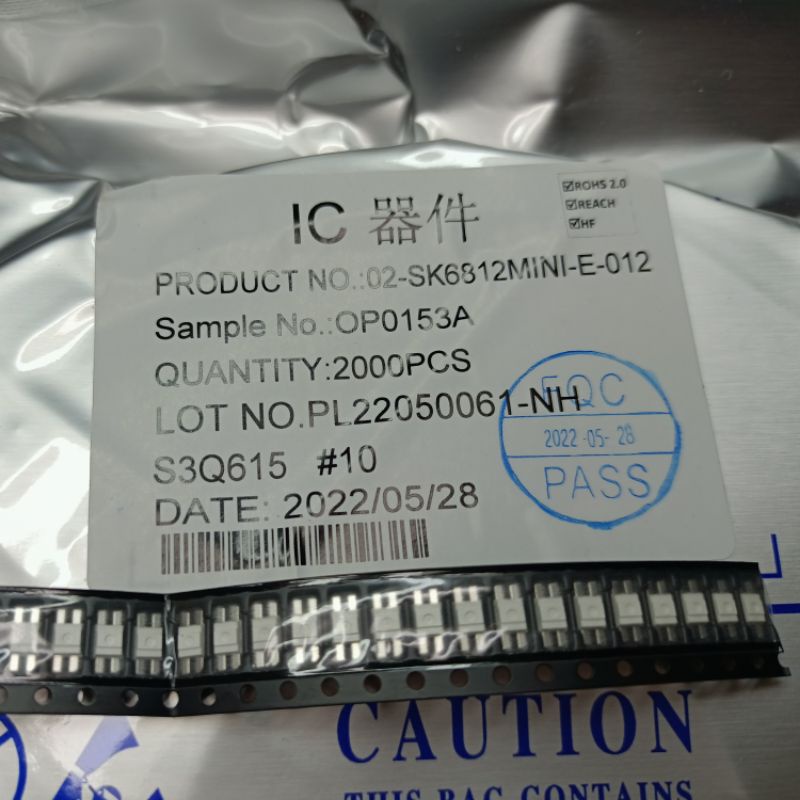 IC 器件
☑ROHS 2.0
☑REACH
☑HF
PRODUCT NO.:02-SK6812MINI-E-012
Sample No.:OP0153A
QUANTITY:2000PCS
LOT NO.PL22050061-NH
S3Q615 #10
DATE: 2022/05/28
FQC
2022-05-28
PASS
CAUTION
THIS BAG CONTAINS